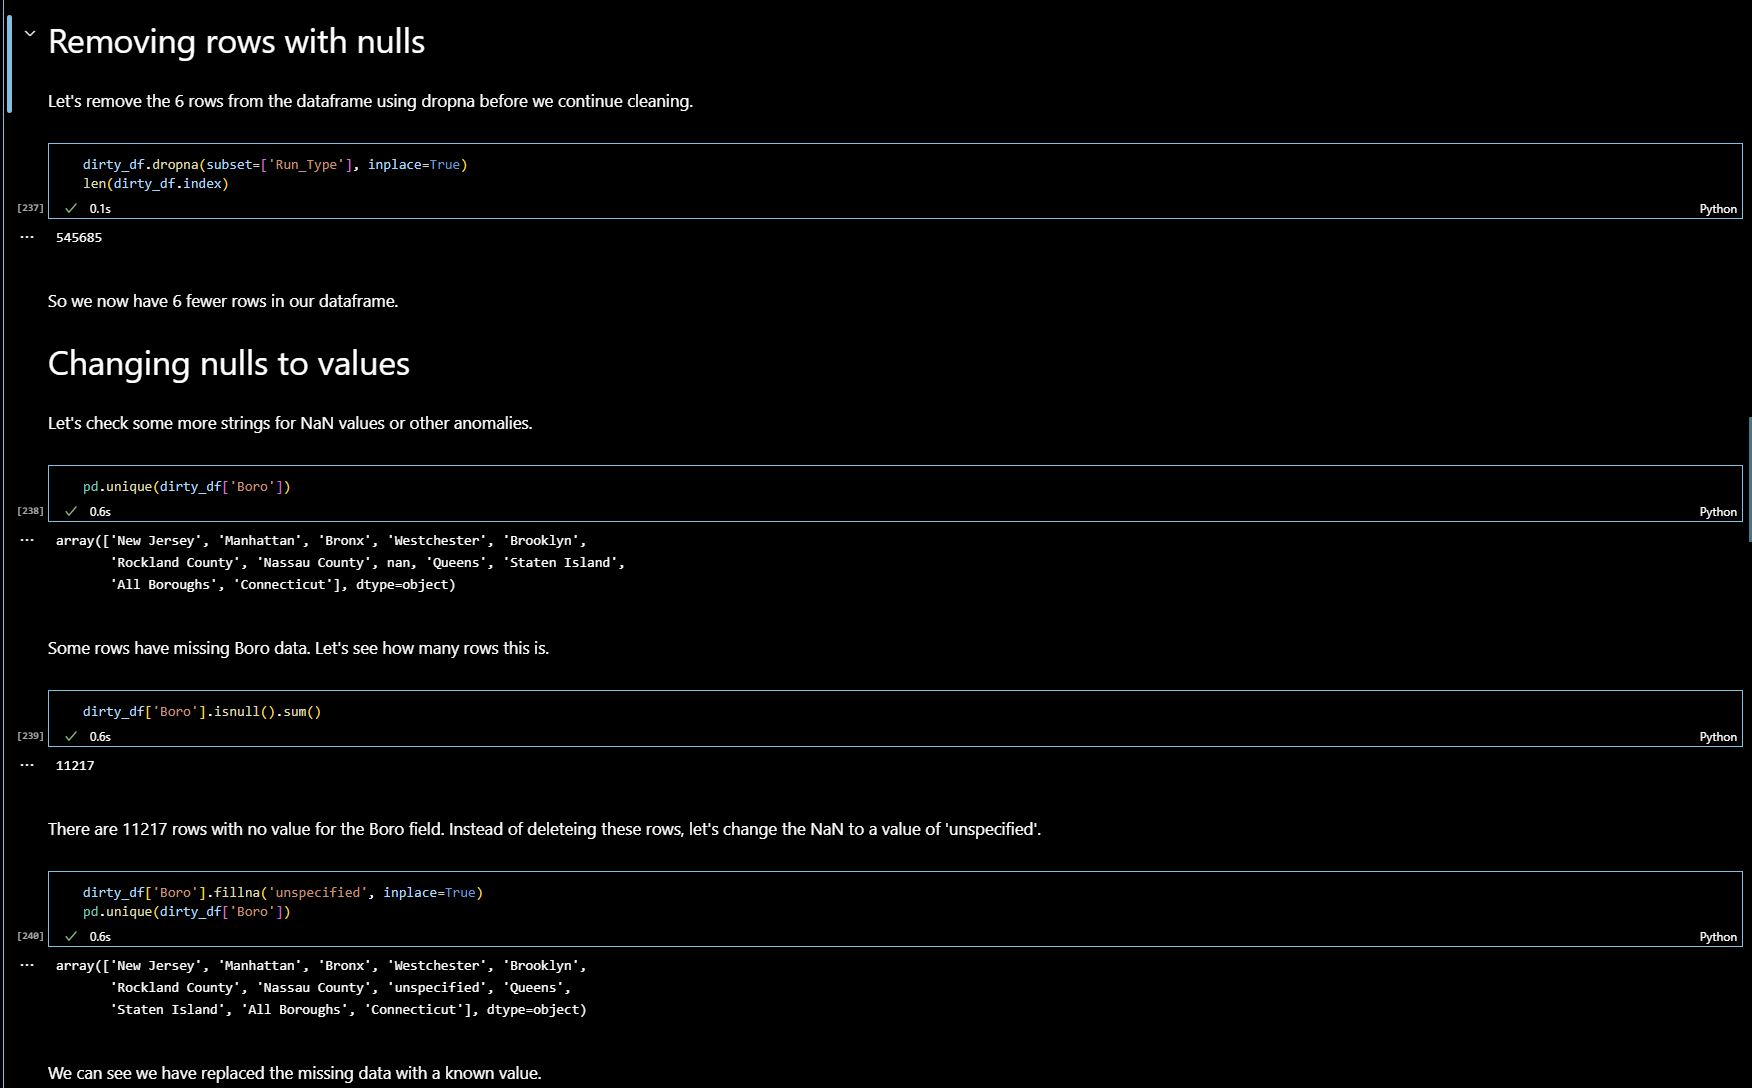 Removing rows with nulls
Let's remove the 6 rows from the dataframe using dropna before we continue cleaning.
dirty_df.dropna(subset=['Run_Type'], inplace=True)
len(dirty_df.index)
[237] ✓ 0.1s Python
... 545685
So we now have 6 fewer rows in our dataframe.
Changing nulls to values
Let's check some more strings for NaN values or other anomalies.
pd.unique(dirty_df['Boro'])
[238] ✓ 0.6s Python
... array(['New Jersey', 'Manhattan', 'Bronx', 'Westchester', 'Brooklyn',
'Rockland County', 'Nassau County', nan, 'Queens', 'Staten Island',
'All Boroughs', 'Connecticut'], dtype=object)
Some rows have missing Boro data. Let's see how many rows this is.
dirty_df['Boro'].isnull().sum()
[239] ✓ 0.6s Python
... 11217
There are 11217 rows with no value for the Boro field. Instead of deleteing these rows, let's change the NaN to a value of 'unspecified'.
dirty_df['Boro'].fillna('unspecified', inplace=True)
pd.unique(dirty_df['Boro'])
[240] ✓ 0.6s Python
... array(['New Jersey', 'Manhattan', 'Bronx', 'Westchester', 'Brooklyn',
'Rockland County', 'Nassau County', 'unspecified', 'Queens',
'Staten Island', 'All Boroughs', 'Connecticut'], dtype=object)
We can see we have replaced the missing data with a known value.